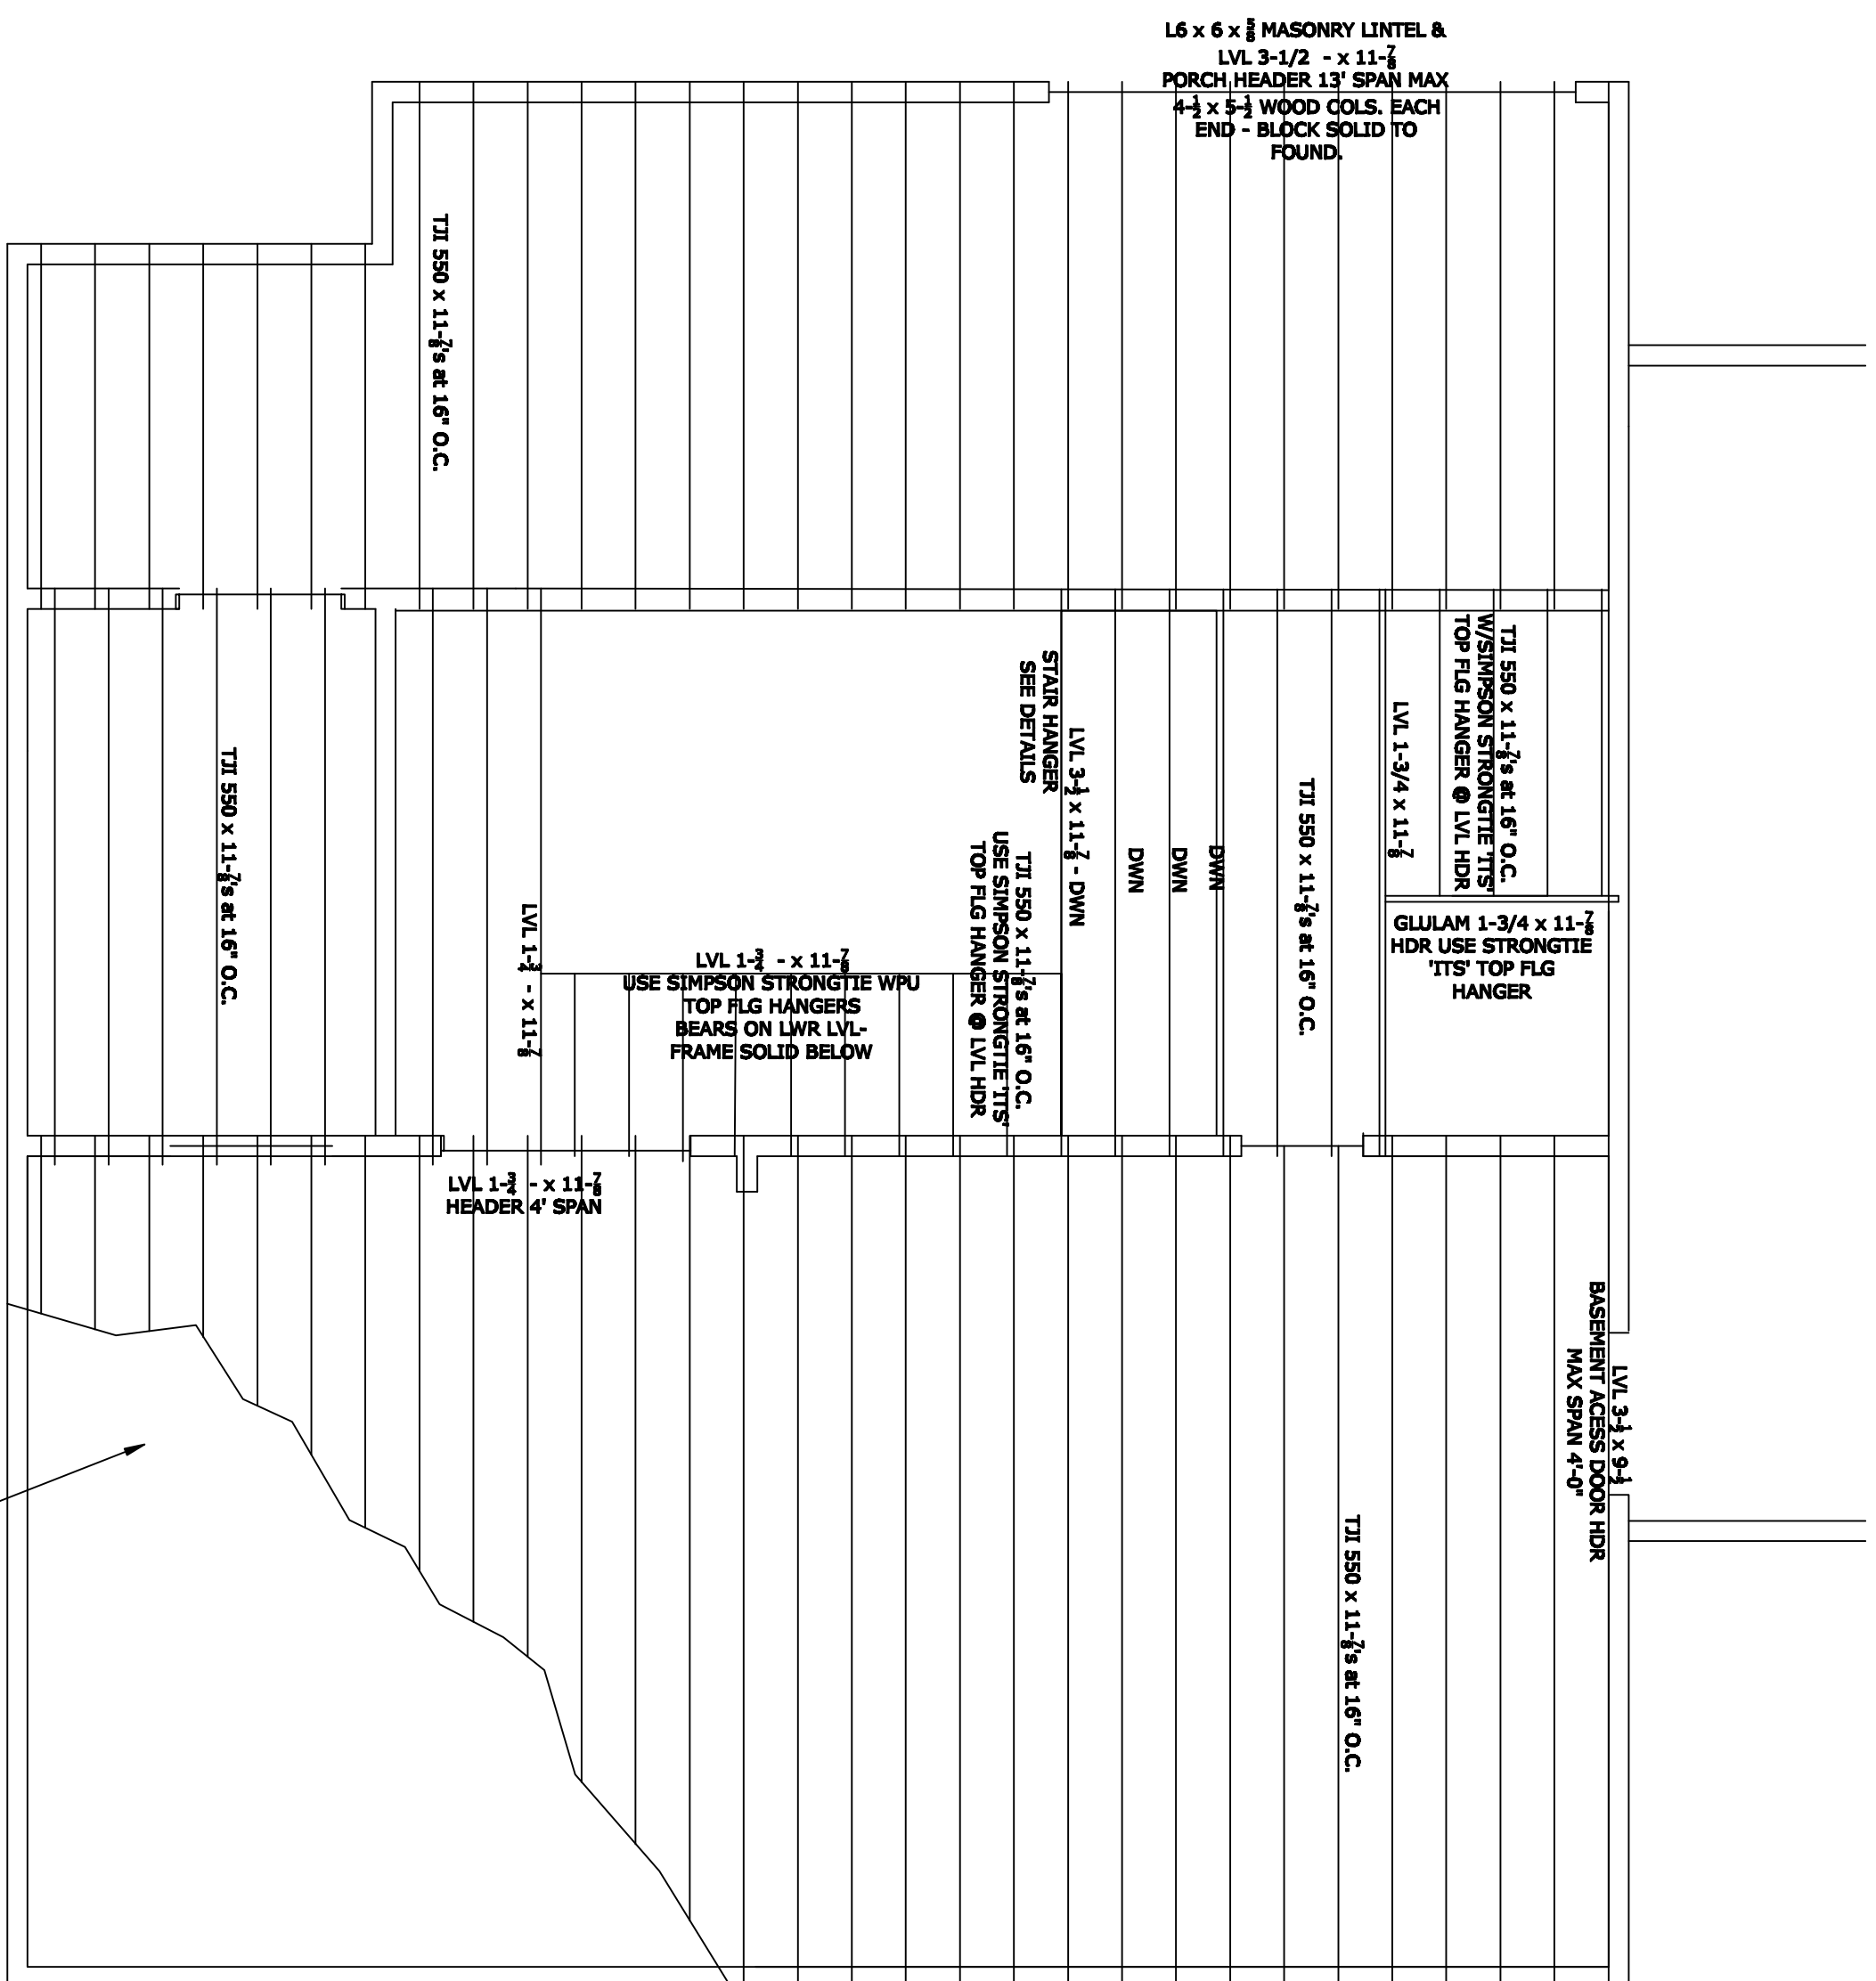 L6 x 6 x 5/8 MASONRY LINTEL &
LVL 3-1/2 - x 11-7/8
PORCH HEADER 13' SPAN MAX
4-1/2 x 5-1/2 WOOD COLS. EACH
END - BLOCK SOLID TO
FOUND.
TJI 550 x 11-7/8's at 16" O.C.
TJI 550 x 11-7/8's at 16" O.C.
W/SIMPSON STRONGTIE 'ITS'
TOP FLG HANGER @ LVL HDR
LVL 1-3/4 x 11-7/8
STAIR HANGER
SEE DETAILS
LVL 3-1/2 x 11-7/8 - DWN
DWN
DWN
DWN
TJI 550 x 11-7/8's at 16" O.C.
TJI 550 x 11-7/8's at 16" O.C.
TJI 550 x 11-7/8's at 16" O.C.
USE SIMPSON STRONGTIE 'ITS'
TOP FLG HANGER @ LVL HDR
GLULAM 1-3/4 x 11-7/8
HDR USE STRONGTIE
'ITS' TOP FLG
HANGER
LVL 1-3/4 - x 11-7/8
LVL 1-3/4 - x 11-7/8
USE SIMPSON STRONGTIE WPU
TOP FLG HANGERS
BEARS ON LWR LVL-
FRAME SOLID BELOW
LVL 1-3/4 - x 11-7/8
HEADER 4' SPAN
LVL 3-1/2 x 9-1/2
BASEMENT ACESS DOOR HDR
MAX SPAN 4'-0"
TJI 550 x 11-7/8's at 16" O.C.